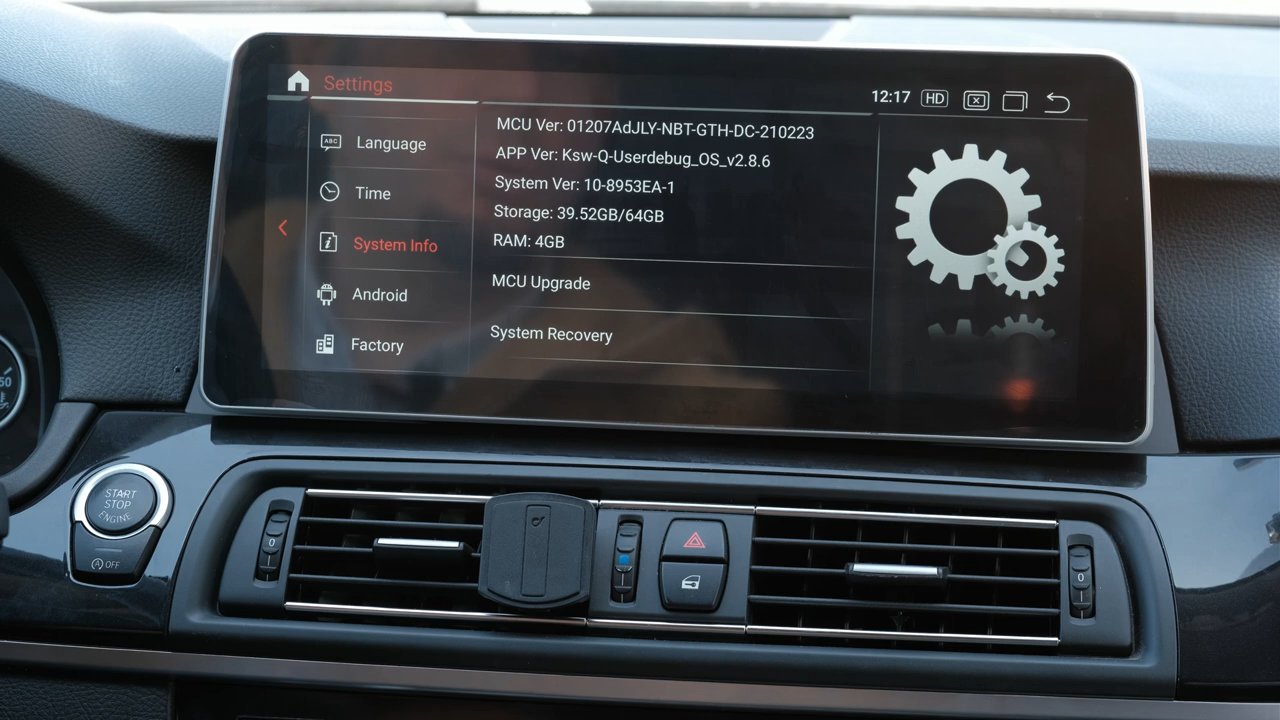 Settings
12:17
HD
Language
Time
System Info
Android
Factory
MCU Ver: 01207AdJLY-NBT-GTH-DC-210223
APP Ver: Ksw-Q-Userdebug_OS_v2.8.6
System Ver: 10-8953EA-1
Storage: 39.52GB/64GB
RAM: 4GB
MCU Upgrade
System Recovery
ABC
50
START
STOP
ENGINE
OFF
0
0